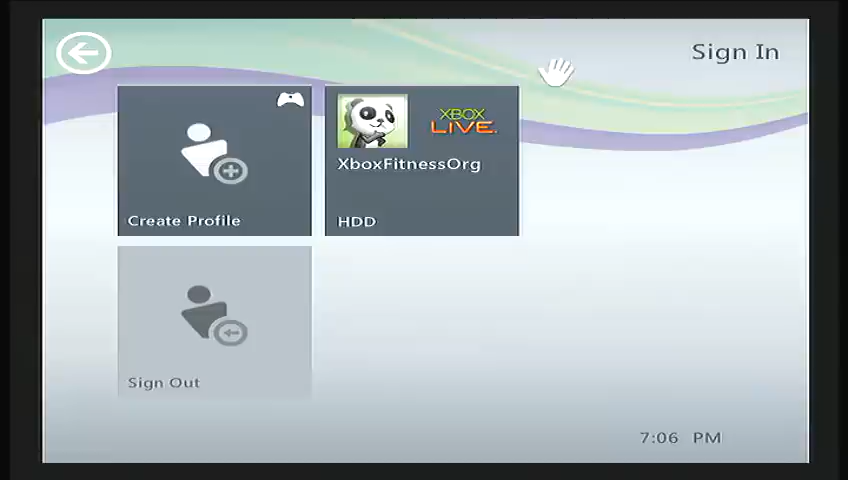 Sign In
XBOX
LIVE
XboxFitnessOrg
Create Profile
HDD
Sign Out
7:06 PM